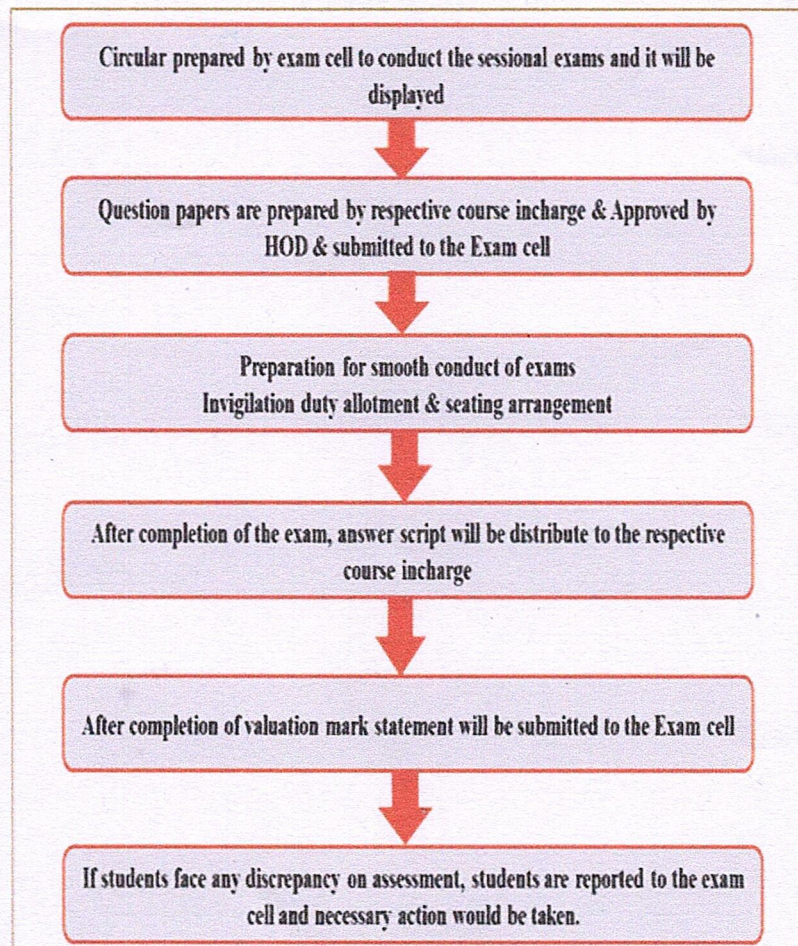 Circular prepared by exam cell to conduct the sessional exams and it will be
displayed
Question papers are prepared by respective course incharge & Approved by
HOD & submitted to the Exam cell
Preparation for smooth conduct of exams
Invigilation duty allotment & seating arrangement
After completion of the exam, answer script will be distribute to the respective
course incharge
After completion of valuation mark statement will be submitted to the Exam cell
If students face any discrepancy on assessment, students are reported to the exam
cell and necessary action would be taken.